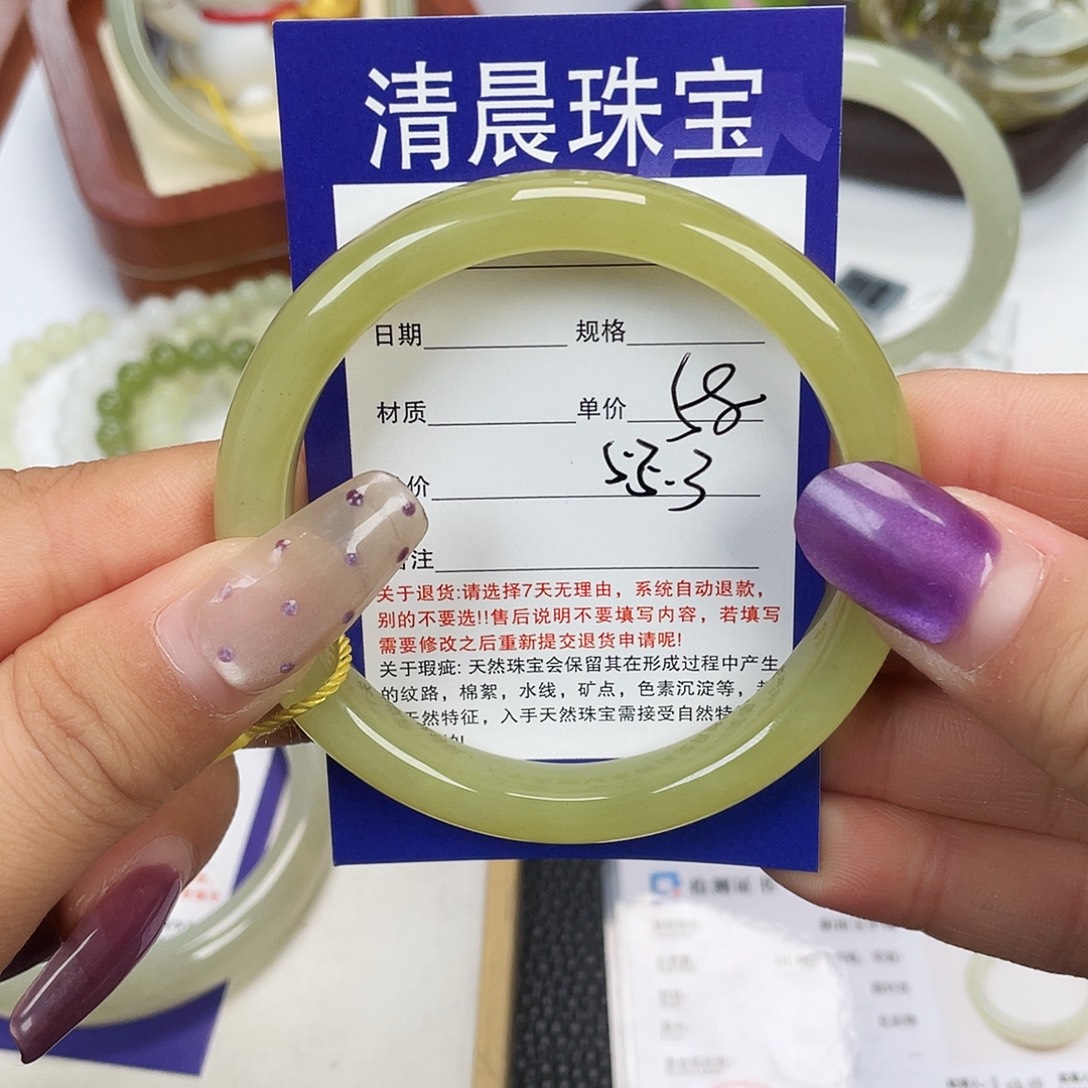 清晨珠宝
日期 规格
材质 单价 58
价 55.3
注
关于退货:请选择7天无理由，系统自动退款，
别的不要选!!售后说明不要填写内容，若填写
需要修改之后重新提交退货申请呢!
关于瑕疵: 天然珠宝会保留其在形成过程中产生
的纹路，棉絮，水线，矿点，色素沉淀等，
天然特征，入手天然珠宝需接受自然特